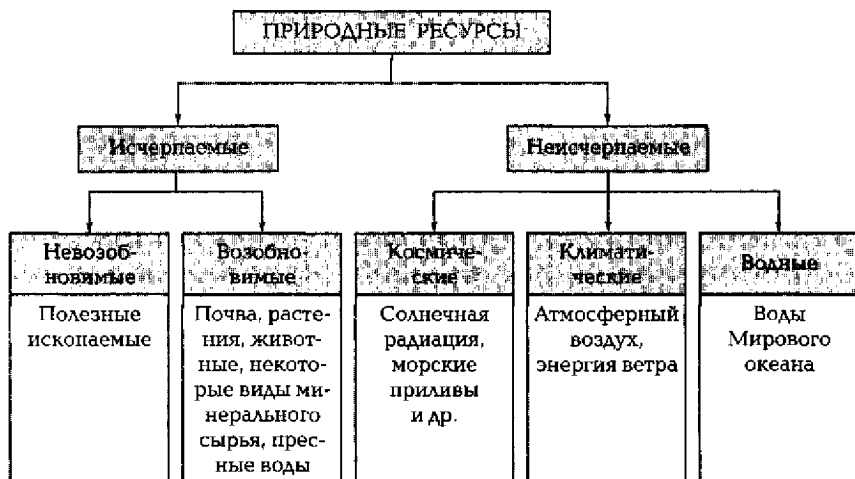 ПРИРОДНЫЕ РЕСУРСЫ
Исчерпаемые
Неисчерпаемые
Невозоб-
новимые
Полезные
ископаемые
Возобно-
вимые
Почва, расте-
ния, живот-
ные, некото-
рые виды ми-
нерального
сырья, прес-
ные воды
Космиче-
ские
Солнечная
радиация,
морские
приливы
и др.
Климати-
ческие
Атмосферный
воздух,
энергия ветра
Водные
Воды
Мирового
океана